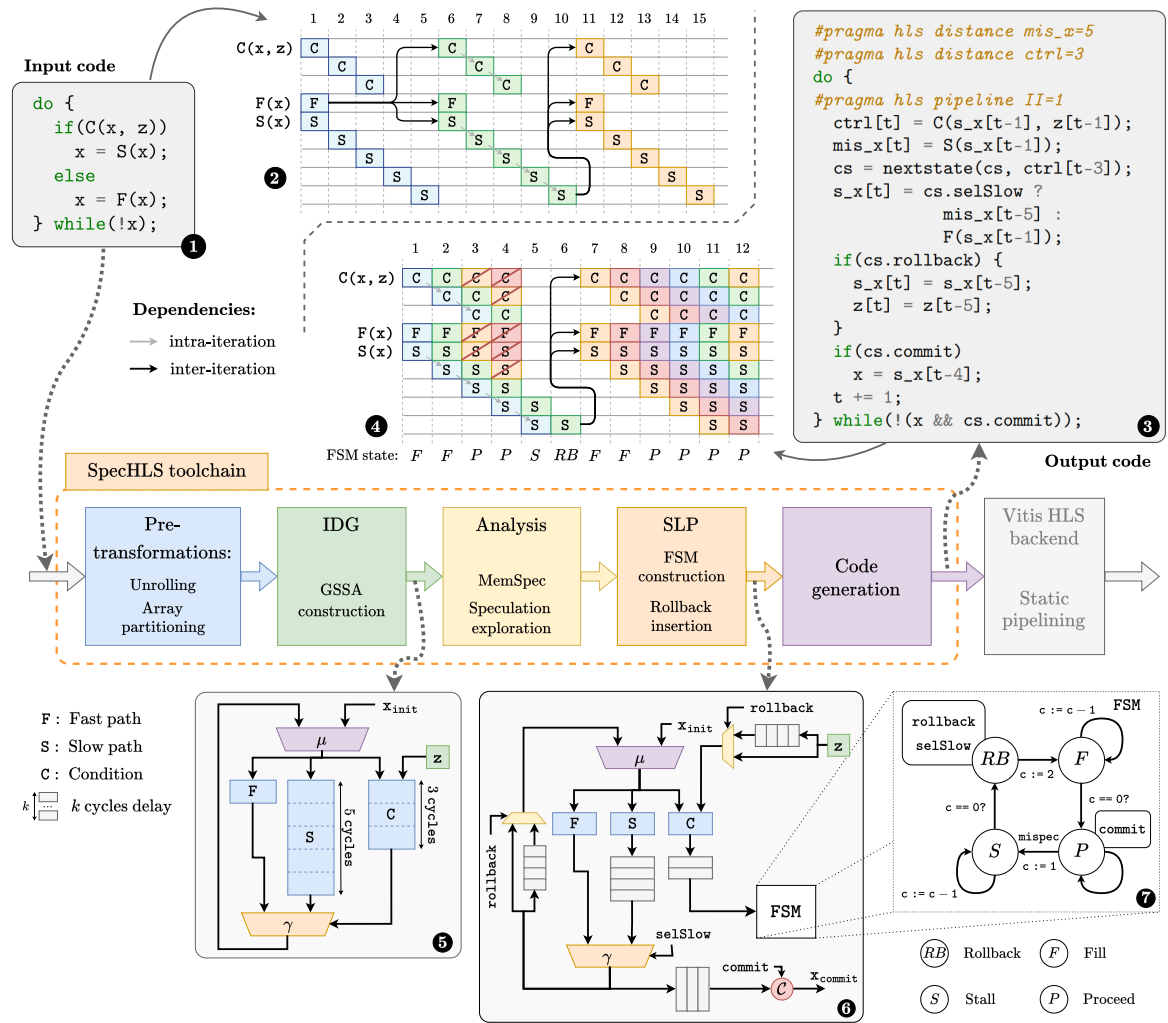 Input code
do {
if(C(x, z))
x = S(x);
else
x = F(x);
} while(!x);
1
1 2 3 4 5 6 7 8 9 10 11 12 13 14 15
C(x, z) C C C
C C C
C C C
F(x) F F F
S(x) S S S
S S S
S S S
S S S
S S S
2
#pragma hls distance mis_x=5
#pragma hls distance ctrl=3
do {
#pragma hls pipeline II=1
ctrl[t] = C(s_x[t-1], z[t-1]);
mis_x[t] = S(s_x[t-1]);
cs = nextstate(cs, ctrl[t-3]);
s_x[t] = cs.selSlow ?
mis_x[t-5] :
F(s_x[t-1]);
if(cs.rollback) {
s_x[t] = s_x[t-5];
z[t] = z[t-5];
}
if(cs.commit)
x = s_x[t-4];
t += 1;
} while(!(x && cs.commit));
3
Output code
Dependencies:
intra-iteration
inter-iteration
1 2 3 4 5 6 7 8 9 10 11 12
C(x, z) C C C C C C C C C C
C C C C C C C C
C C C C C C
F(x) F F F F F F F F F F
S(x) S S S S S S S S S S
S S S S S S S S
S S S S S S
S S S S S
S S S S
4
FSM state: F F P P S RB F F P P P P
SpecHLS toolchain
Pre-
transformations:
Unrolling
Array
partitioning
IDG
GSSA
construction
Analysis
MemSpec
Speculation
exploration
SLP
FSM
construction
Rollback
insertion
Code
generation
Vitis HLS
backend
Static
pipelining
F : Fast path
S : Slow path
C : Condition
k ... k cycles delay
x_init
μ
z
F
S
C
5 cycles
3 cycles
γ
5
rollback
x_init
z
μ
F S C
rollback
FSM
selSlow
γ
commit
C
x_commit
6
rollback
selSlow
RB
c := c − 1
FSM
F
c := 2
c == 0?
c == 0?
commit
mispec
S
P
c := 1
c := c − 1
7
RB Rollback
F Fill
S Stall
P Proceed